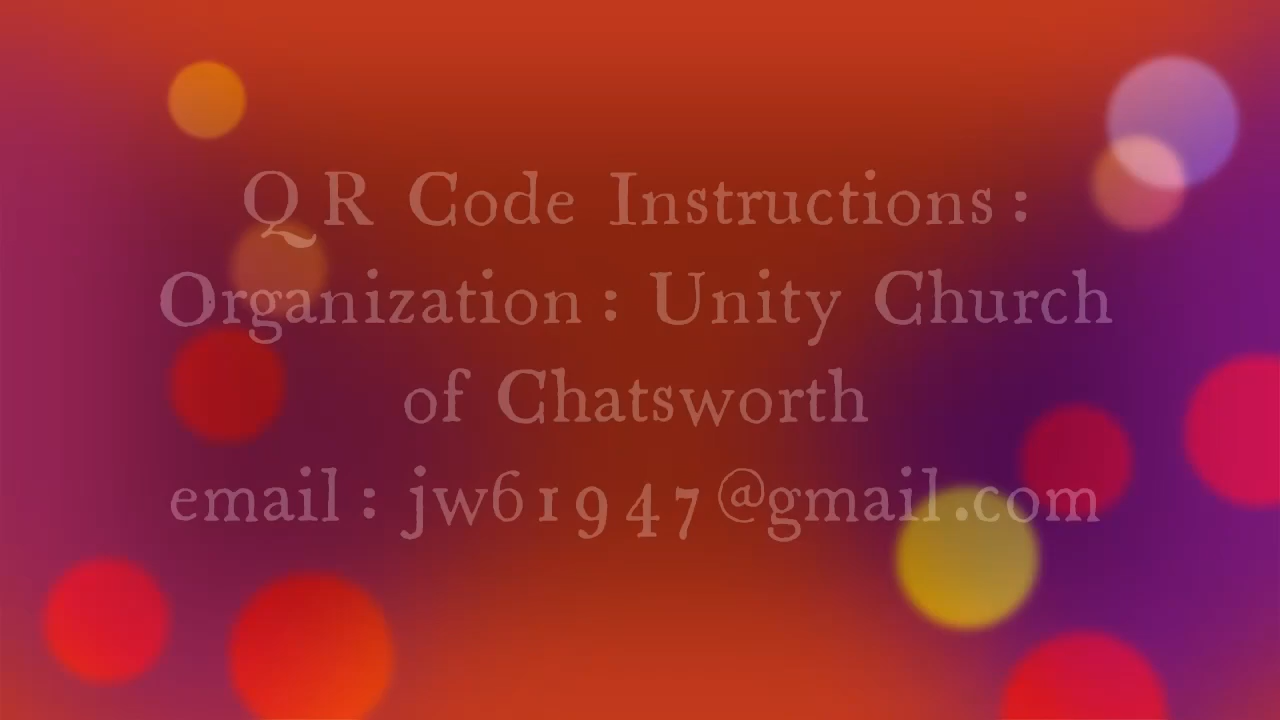 QR Code Instructions:
Organization: Unity Church
of Chatsworth
email: jw61947@gmail.com